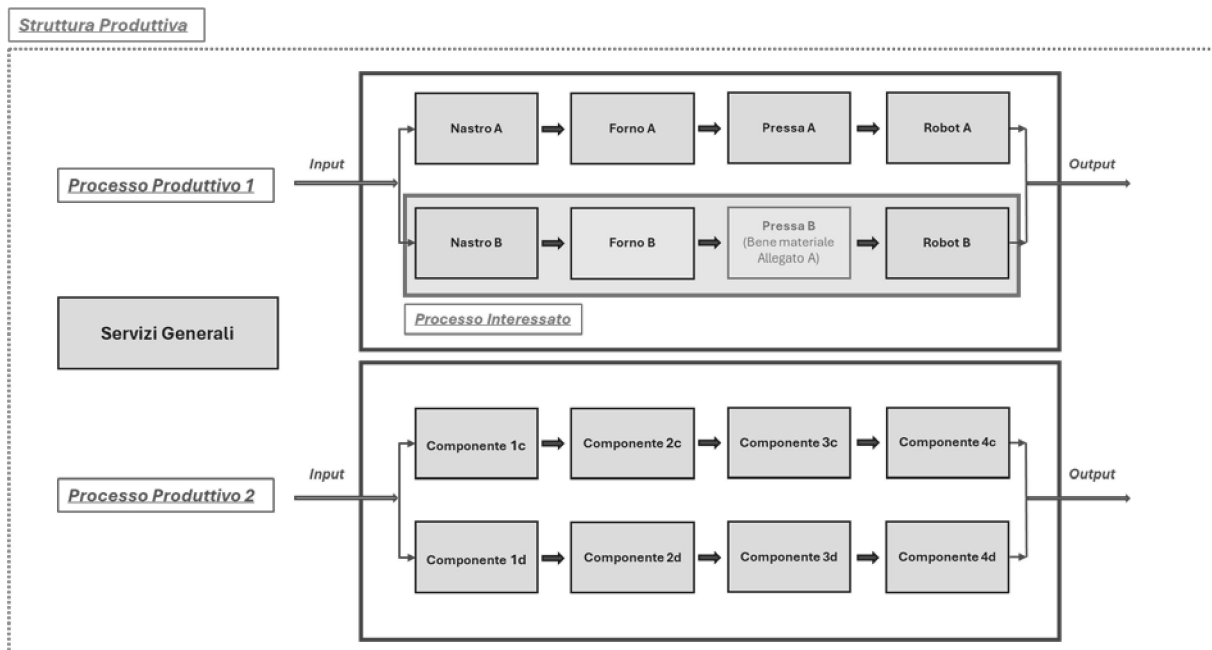 Struttura Produttiva
Nastro A
Forno A
Pressa A
Robot A
Input
Output
Processo Produttivo 1
Nastro B
Forno B
Pressa B
(Bene materiale
Allegato A)
Robot B
Processo Interessato
Servizi Generali
Componente 1c
Componente 2c
Componente 3c
Componente 4c
Input
Output
Processo Produttivo 2
Componente 1d
Componente 2d
Componente 3d
Componente 4d